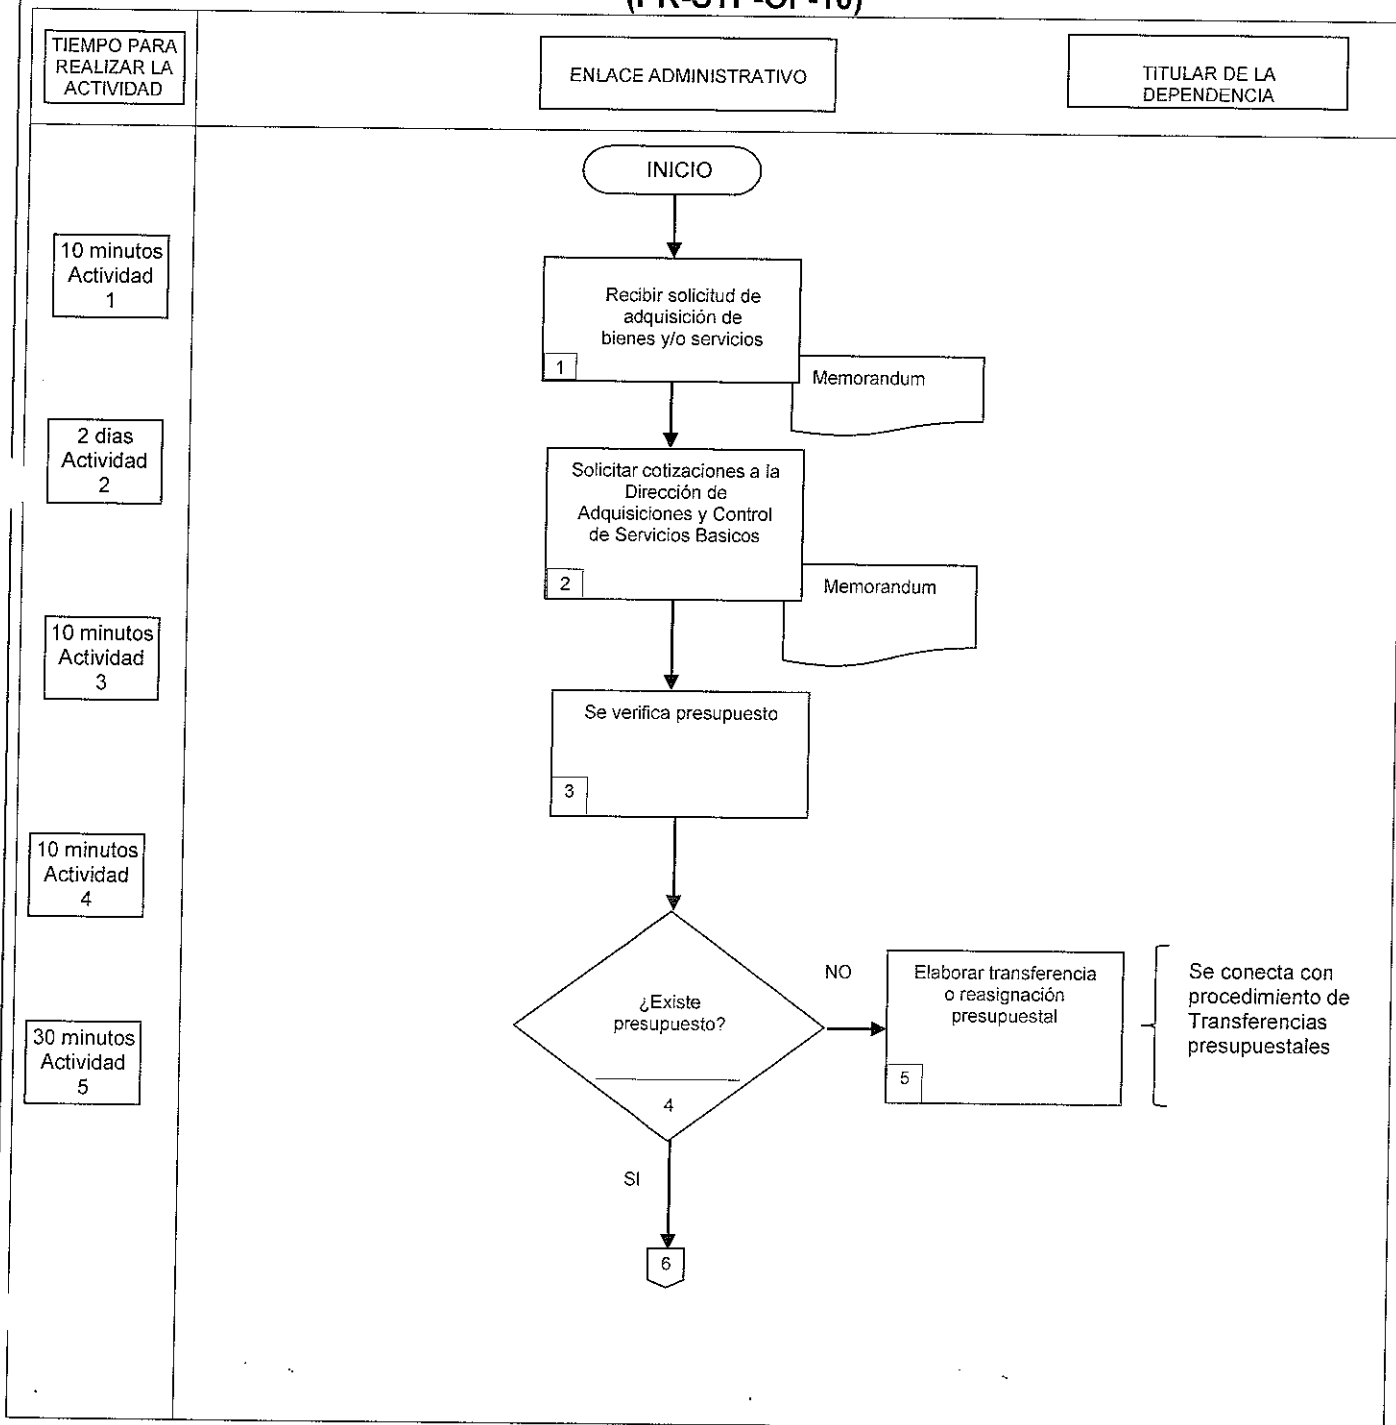 TIEMPO PARA
REALIZAR LA
ACTIVIDAD
ENLACE ADMINISTRATIVO
TITULAR DE LA
DEPENDENCIA
INICIO
10 minutos
Actividad
1
Recibir solicitud de
adquisición de
bienes y/o servicios
1
Memorandum
2 dias
Actividad
2
Solicitar cotizaciones a la
Dirección de
Adquisiciones y Control
de Servicios Basicos
2
Memorandum
10 minutos
Actividad
3
Se verifica presupuesto
3
10 minutos
Actividad
4
¿Existe
presupuesto?
4
NO
Elaborar transferencia
o reasignación
presupuestal
5
Se conecta con
procedimiento de
Transferencias
presupuestales
30 minutos
Actividad
5
SI
6